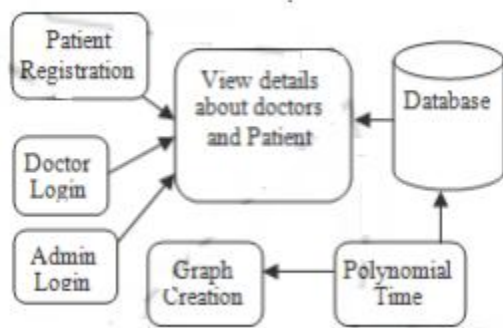 Patient
Registration
View details
about doctors
and Patient
Database
Doctor
Login
Admin
Login
Graph
Creation
Polynomial
Time